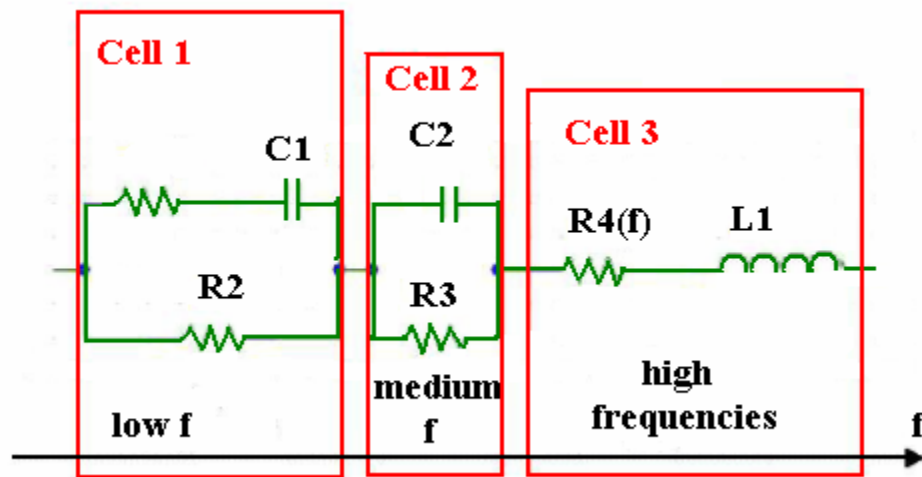 Cell 1
C1
R2
low f
Cell 2
C2
R3
medium
f
Cell 3
R4(f)
L1
high
frequencies
f